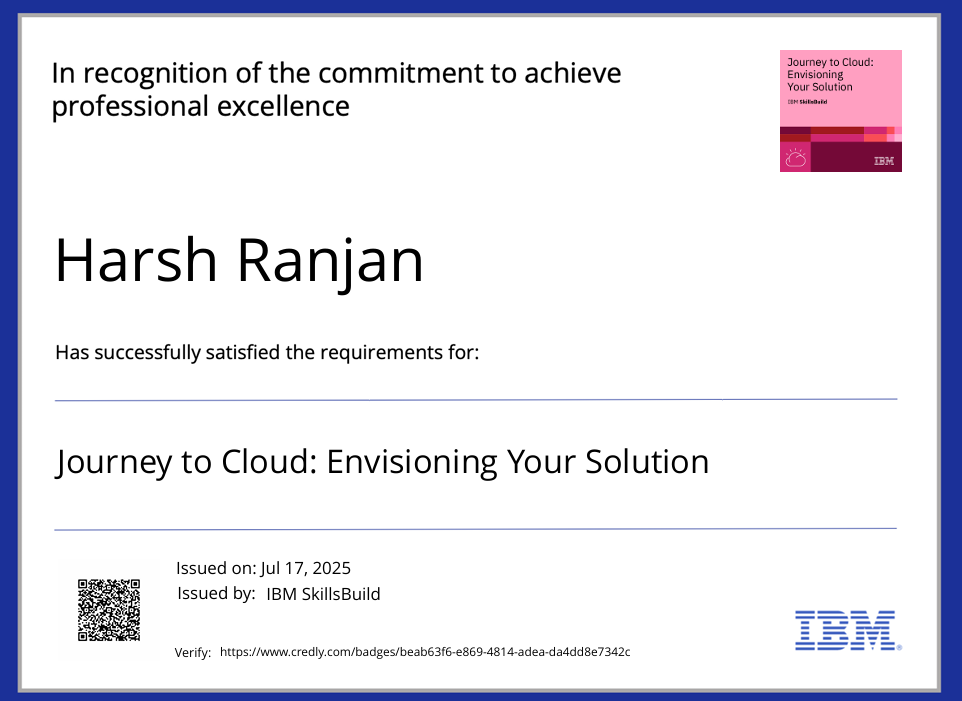 In recognition of the commitment to achieve
professional excellence
Journey to Cloud:
Envisioning
Your Solution
IBM SkillsBuild
IBM
Harsh Ranjan
Has successfully satisfied the requirements for:
Journey to Cloud: Envisioning Your Solution
Issued on: Jul 17, 2025
Issued by: IBM SkillsBuild
Verify: https://www.credly.com/badges/beab63f6-e869-4814-adea-da4dd8e7342c
IBM®